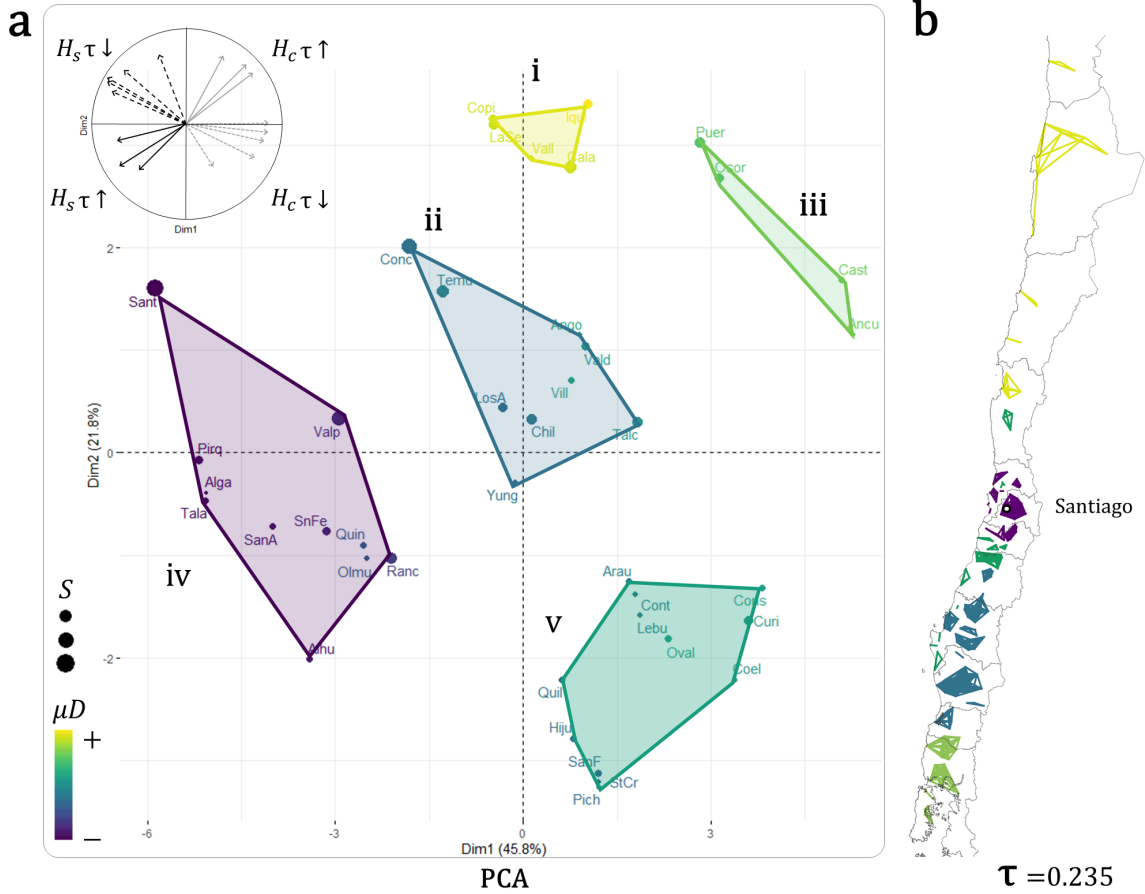 a
b
H_s τ ↓
H_c τ ↑
Dim2
H_s τ ↑
H_c τ ↓
Dim1
i
Copi
Iqui
LaSe
Vall
Cala
Puer
Osor
iii
ii
Conc
Temu
Cast
Ancu
2
Sant
Ango
Vald
Vill
LosA
Chil
Talc
Valp
Dim2 (21.8%)
0
Pirq
Alga
Tala
Yung
SnFe
SanA
Quin
Olmu
Ranc
Santiago
iv
S
Arau
Cont
Cons
Lebu
Curi
v
Oval
Coel
Ahu
-2
Quil
μD
+
Hiju
SanF
StCr
Pich
−
-6
-3
0
3
Dim1 (45.8%)
PCA
τ =0.235